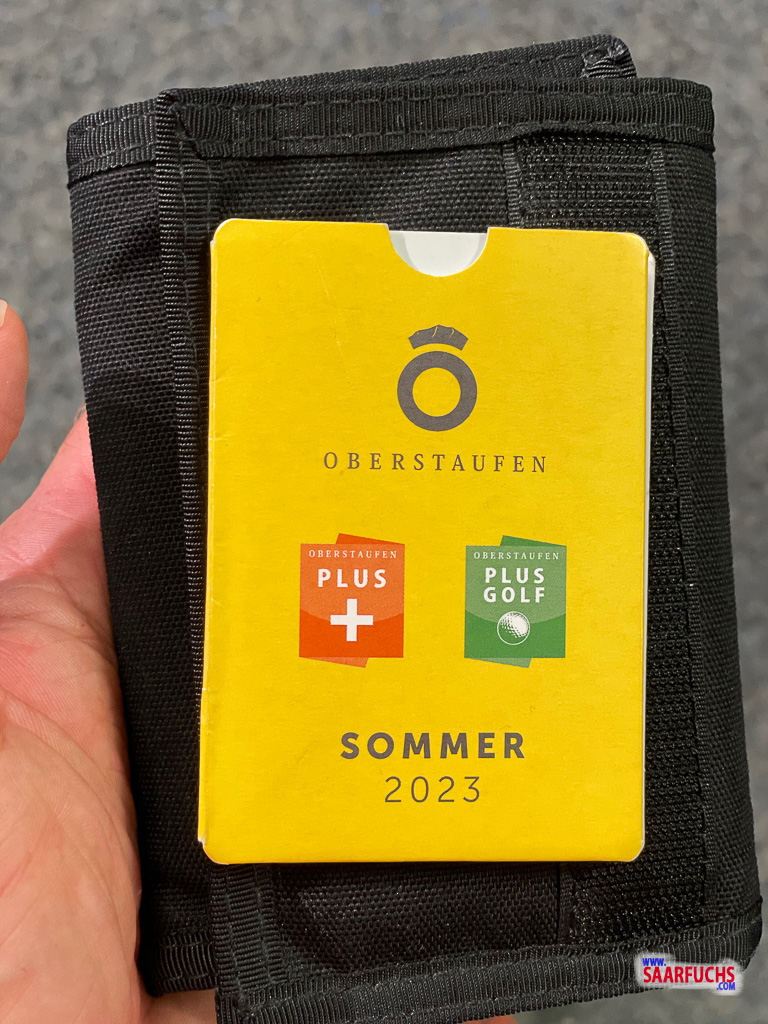 OBERSTAUFEN
OBERSTAUFEN
PLUS
OBERSTAUFEN
PLUS
GOLF
SOMMER
2023
WWW.
SAARFUCHS
.COM